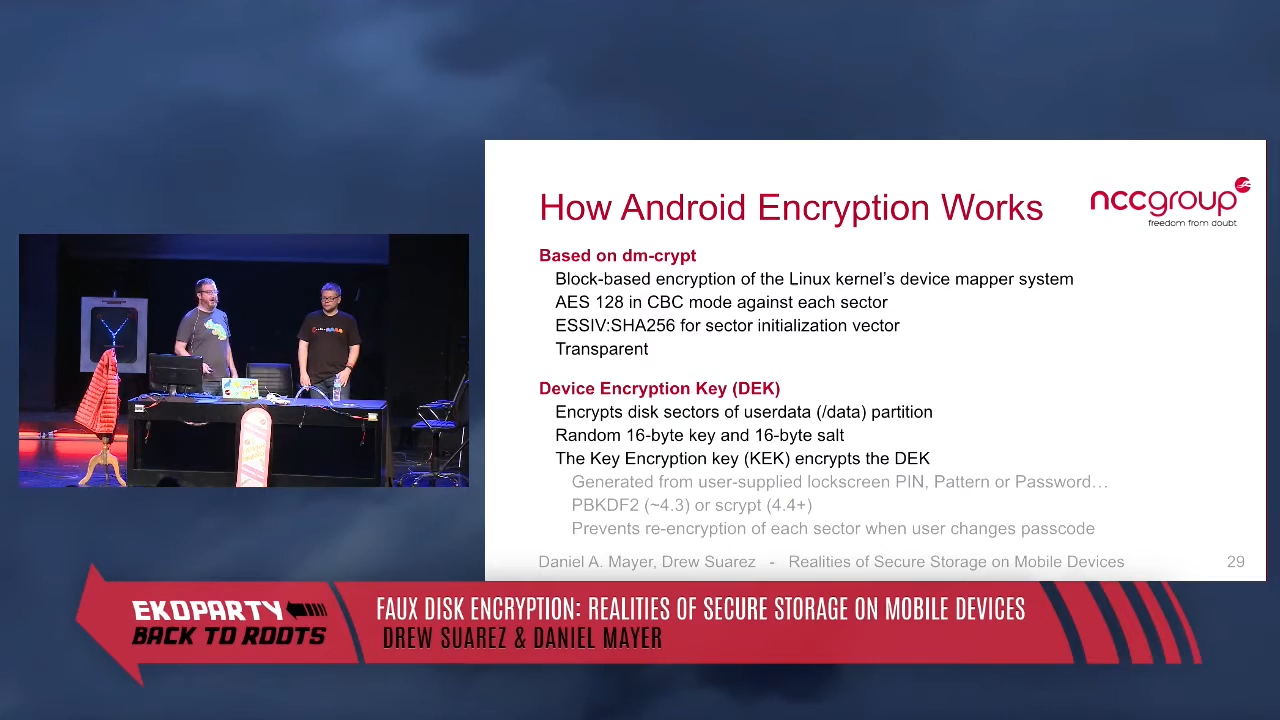 How Android Encryption Works
nccgroup
freedom from doubt
Based on dm-crypt
Block-based encryption of the Linux kernel's device mapper system
AES 128 in CBC mode against each sector
ESSIV:SHA256 for sector initialization vector
Transparent
Device Encryption Key (DEK)
Encrypts disk sectors of userdata (/data) partition
Random 16-byte key and 16-byte salt
The Key Encryption key (KEK) encrypts the DEK
Generated from user-supplied lockscreen PIN, Pattern or Password…
PBKDF2 (~4.3) or scrypt (4.4+)
Prevents re-encryption of each sector when user changes passcode
Daniel A. Mayer, Drew Suarez - Realities of Secure Storage on Mobile Devices 29
EKOPARTY
BACK TO ROOTS
FAUX DISK ENCRYPTION: REALITIES OF SECURE STORAGE ON MOBILE DEVICES
DREW SUAREZ & DANIEL MAYER